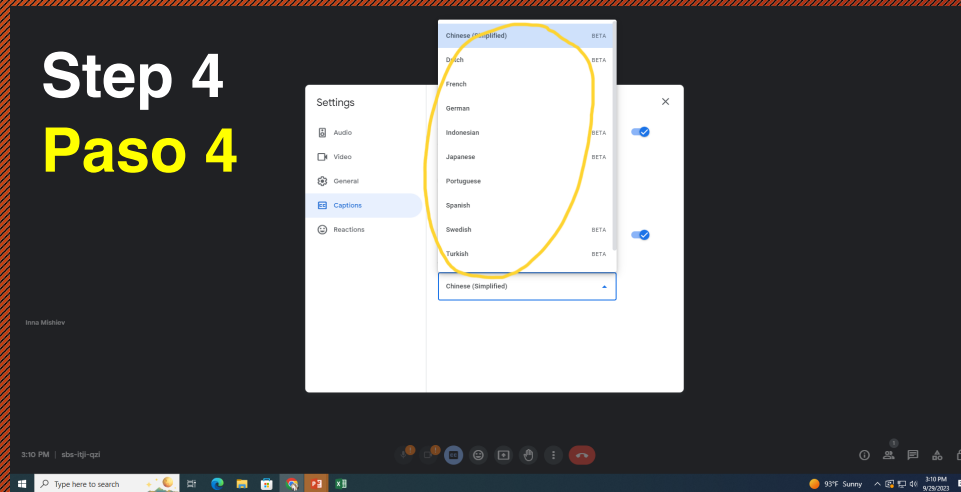 Step 4
Paso 4
Settings
Audio
Video
General
Captions
Reactions
Chinese (Simplified) BETA
Dutch BETA
French
German
Indonesian BETA
Japanese BETA
Portuguese
Spanish
Swedish BETA
Turkish BETA
Chinese (Simplified)
Inna Mishiev
3:10 PM | sbs-itji-qzi
1
Type here to search
93°F Sunny
3:10 PM
9/29/2023